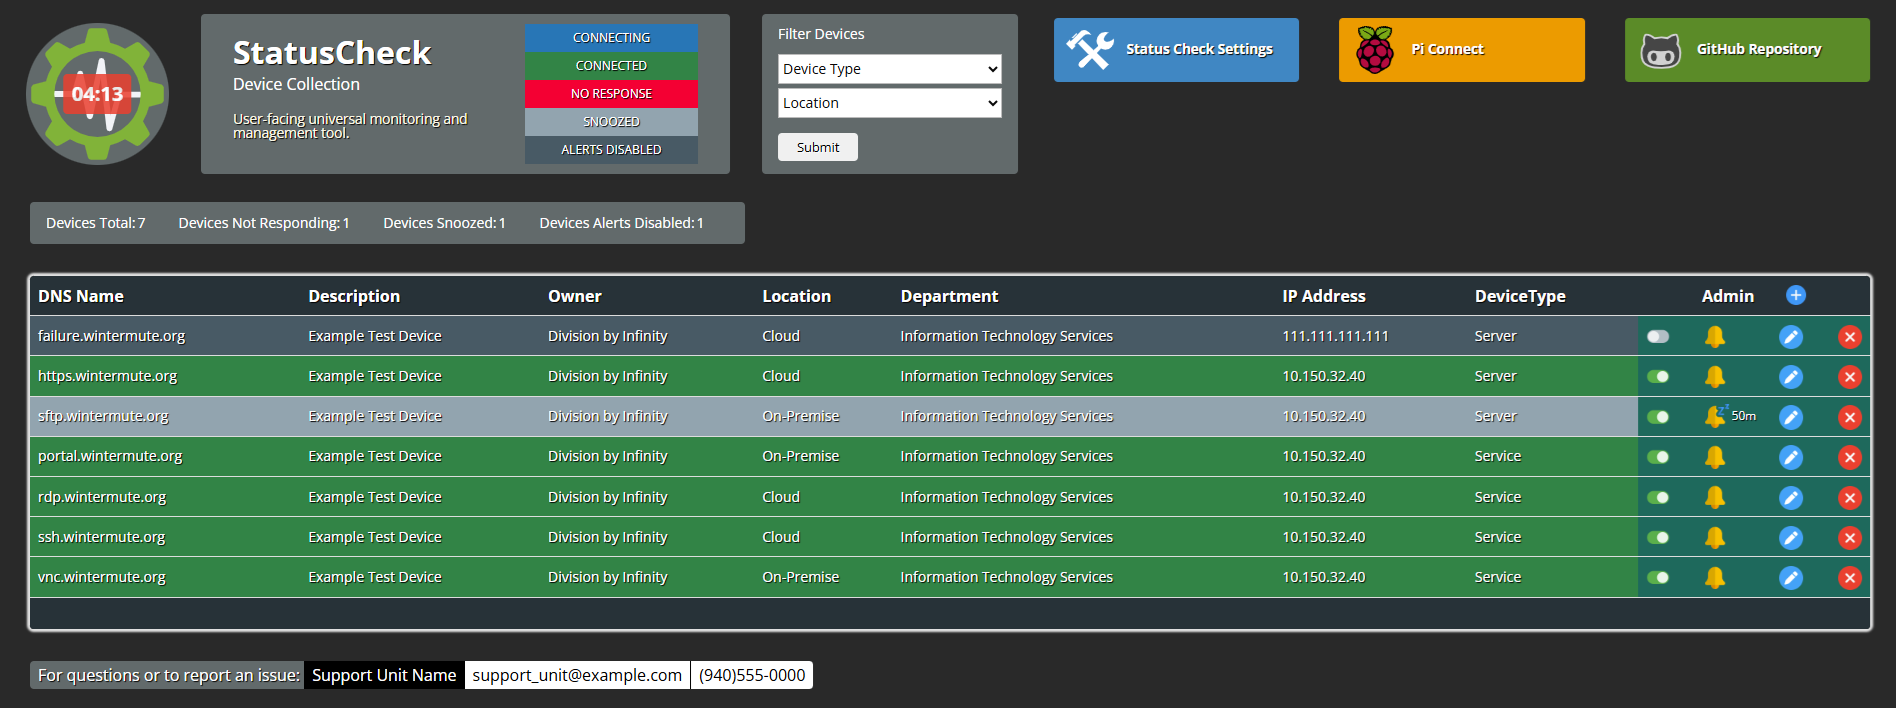 04:13
StatusCheck
Device Collection
User-facing universal monitoring and
management tool.
CONNECTING
CONNECTED
NO RESPONSE
SNOOZED
ALERTS DISABLED
Filter Devices
Device Type
Location
Submit
Status Check Settings
Pi Connect
GitHub Repository
Devices Total: 7 Devices Not Responding: 1 Devices Snoozed: 1 Devices Alerts Disabled: 1
DNS Name Description Owner Location Department IP Address DeviceType Admin
failure.wintermute.org Example Test Device Division by Infinity Cloud Information Technology Services 111.111.111.111 Server
https.wintermute.org Example Test Device Division by Infinity Cloud Information Technology Services 10.150.32.40 Server
sftp.wintermute.org Example Test Device Division by Infinity On-Premise Information Technology Services 10.150.32.40 Server 50m
portal.wintermute.org Example Test Device Division by Infinity On-Premise Information Technology Services 10.150.32.40 Service
rdp.wintermute.org Example Test Device Division by Infinity Cloud Information Technology Services 10.150.32.40 Service
ssh.wintermute.org Example Test Device Division by Infinity Cloud Information Technology Services 10.150.32.40 Service
vnc.wintermute.org Example Test Device Division by Infinity On-Premise Information Technology Services 10.150.32.40 Service
For questions or to report an issue: Support Unit Name support_unit@example.com (940)555-0000